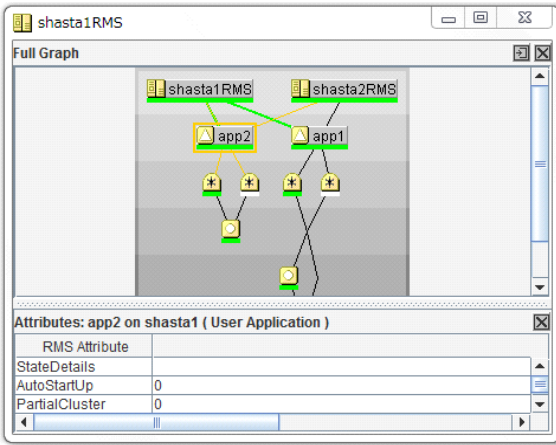 shasta1RMS
Full Graph
shasta1RMS shasta2RMS
app2 app1
Attributes: app2 on shasta1 ( User Application )
RMS Attribute
StateDetails
AutoStartUp 0
PartialCluster 0